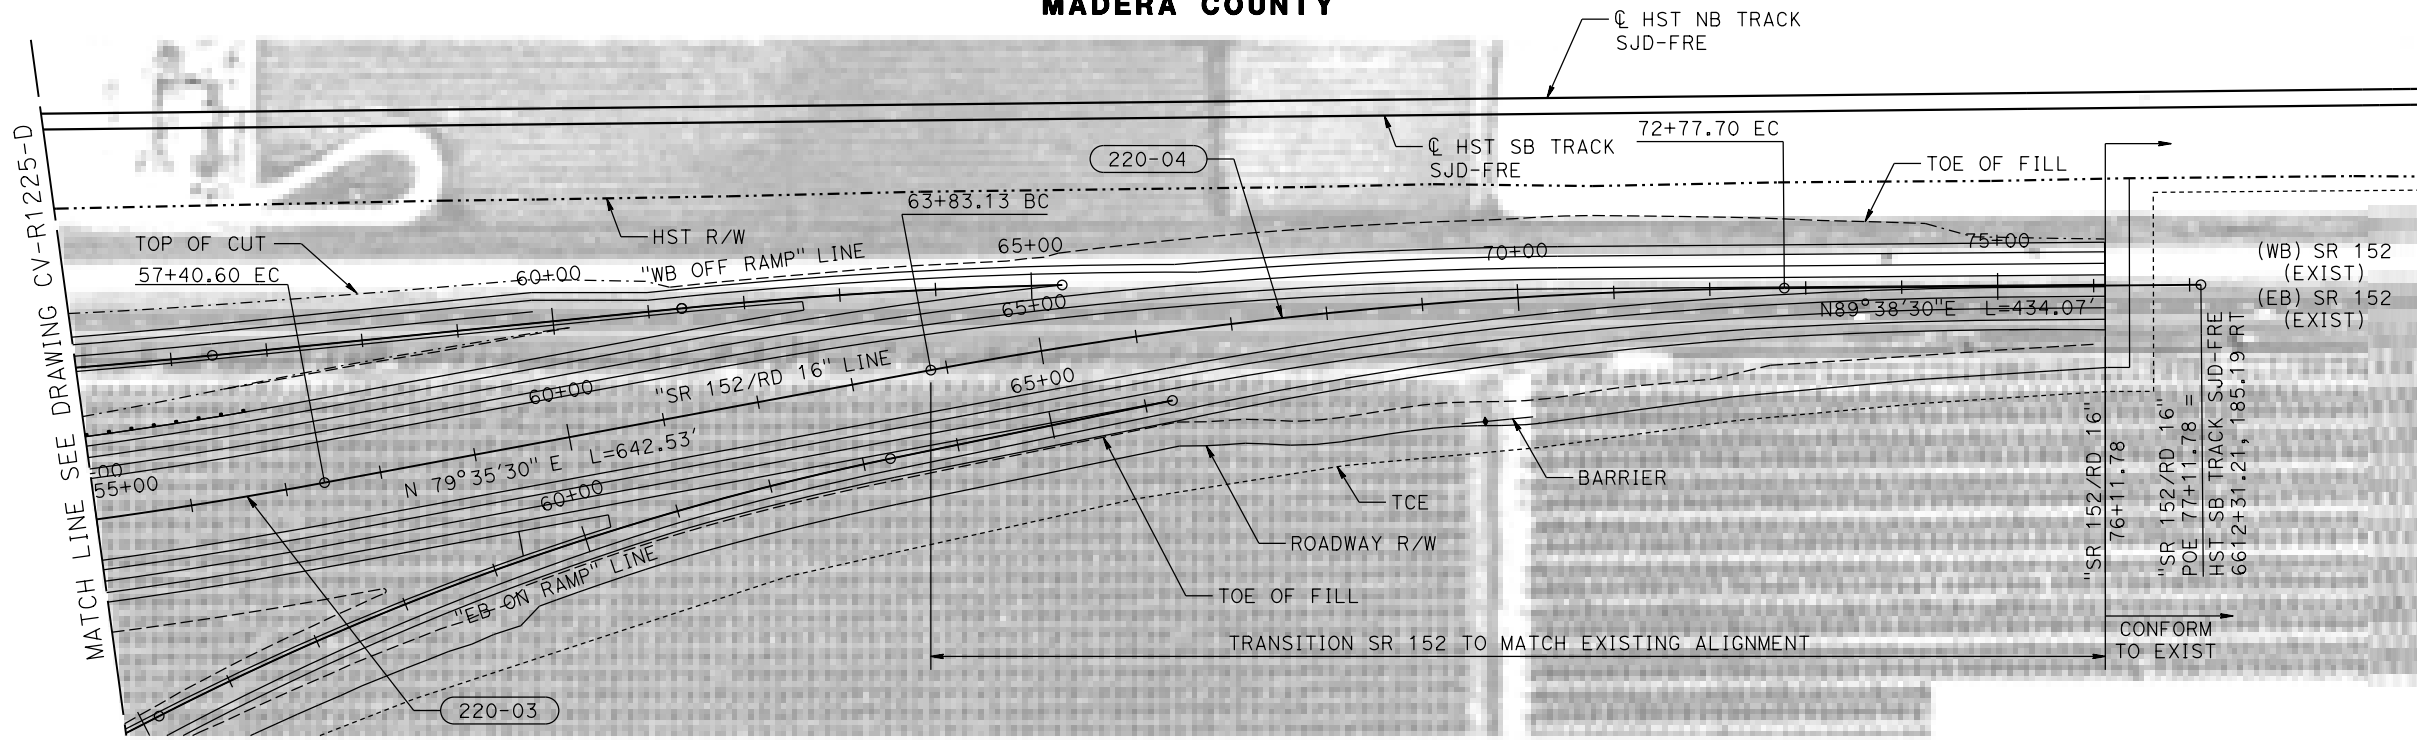 MADERA COUNTY
℄ HST NB TRACK
SJD-FRE
72+77.70 EC
℄ HST SB TRACK
SJD-FRE
220-04
TOE OF FILL
63+83.13 BC
HST R/W
TOP OF CUT
57+40.60 EC
60+00
"WB OFF RAMP" LINE
65+00
70+00
75+00
(WB) SR 152
(EXIST)
(EB) SR 152
(EXIST)
65+00
N89°38'30"E L=434.07'
60+00
"SR 152/RD 16" LINE
65+00
N 79°35'30" E L=642.53'
55+00
60+00
"EB ON RAMP" LINE
BARRIER
TCE
ROADWAY R/W
TOE OF FILL
TRANSITION SR 152 TO MATCH EXISTING ALIGNMENT
"SR 152/RD 16"
76+11.78
"SR 152/RD 16"
POE 77+11.78 =
HST SB TRACK SJD-FRE
6612+31.21, 185.19 RT
CONFORM
TO EXIST
220-03
MATCH LINE SEE DRAWING CV-R1225-D